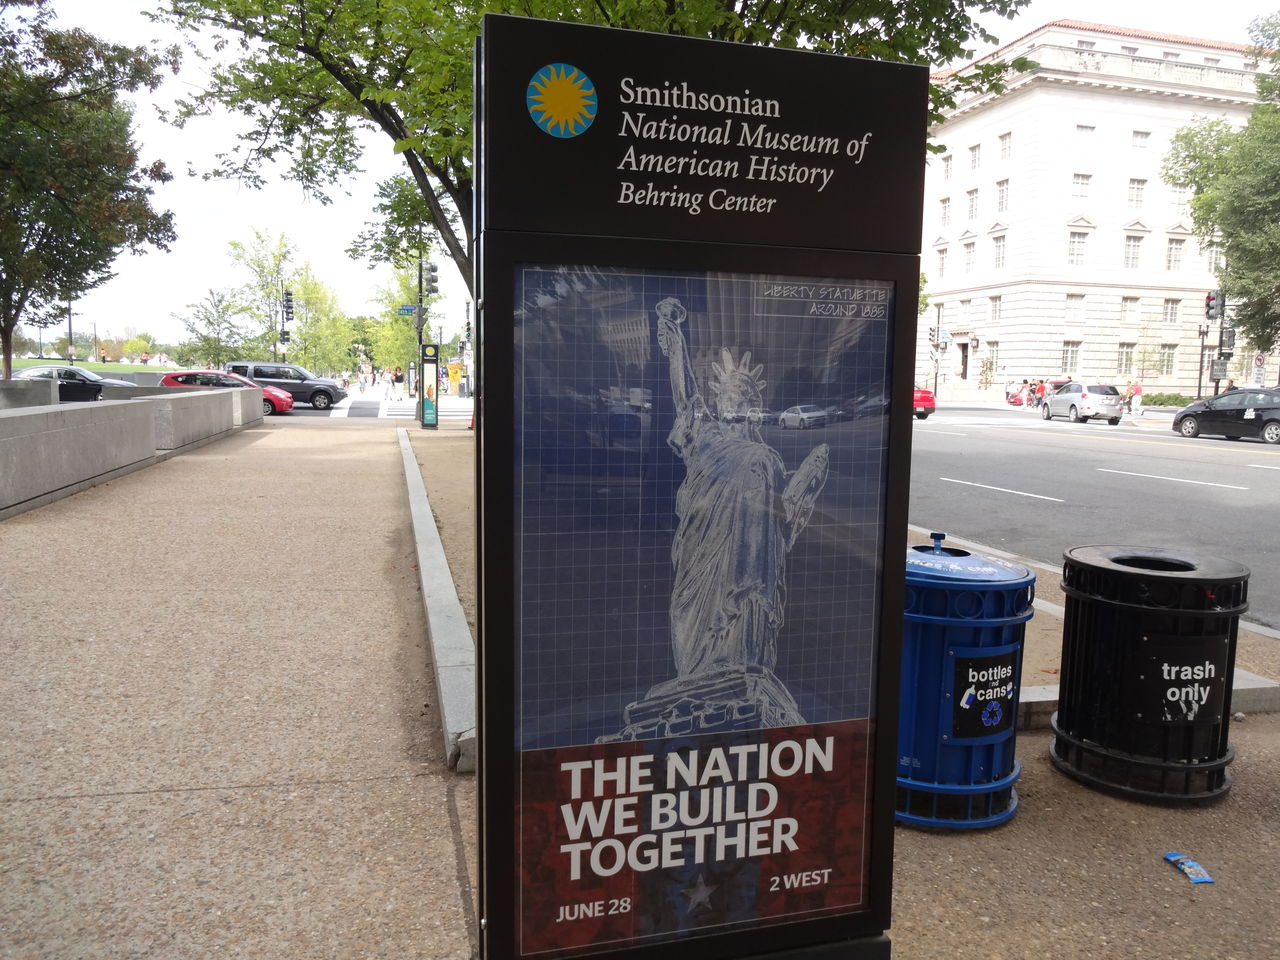 Smithsonian
National Museum of
American History
Behring Center
LIBERTY STATUETTE
AROUND 1885
THE NATION
WE BUILD
TOGETHER
JUNE 28
2 WEST
bottles
and
cans
trash
only